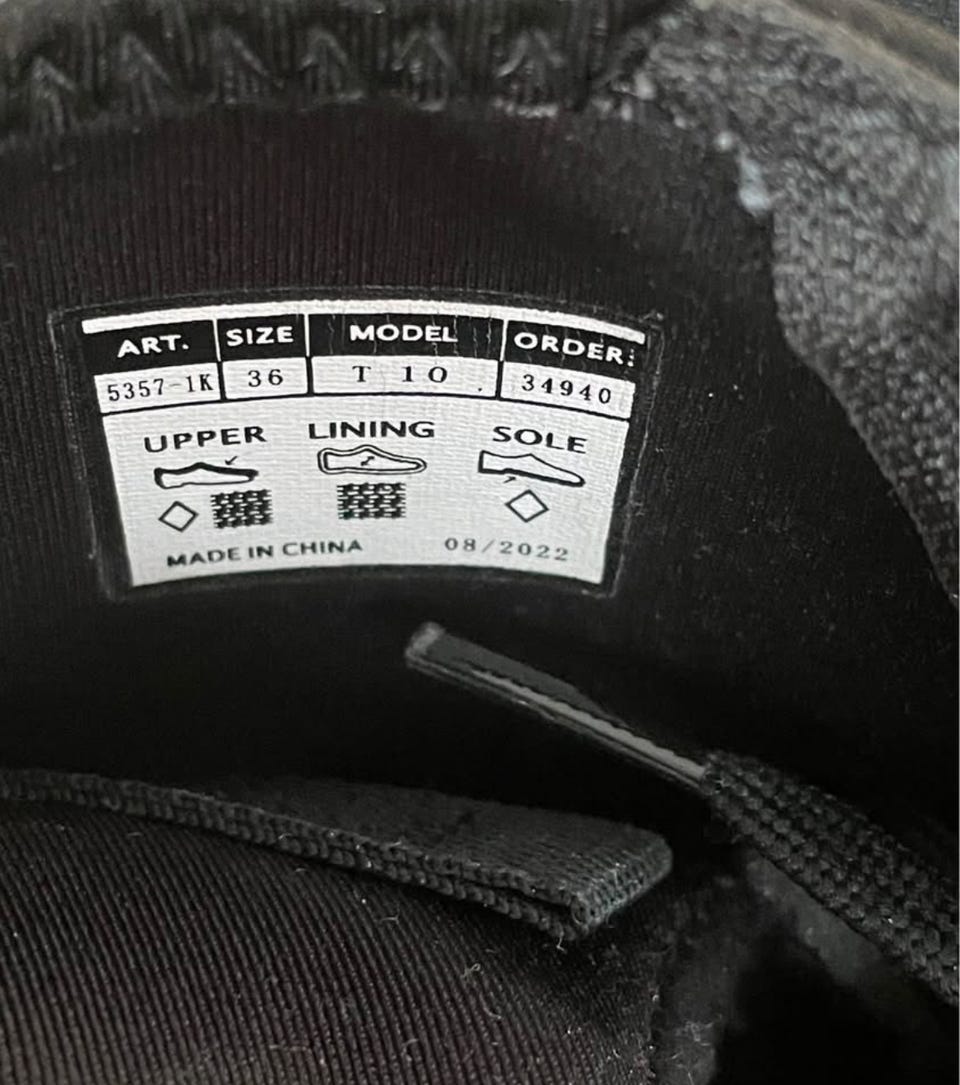 ART. SIZE MODEL ORDER:
5357-1K 36 T 10 . 34940
UPPER LINING SOLE
MADE IN CHINA 08/2022